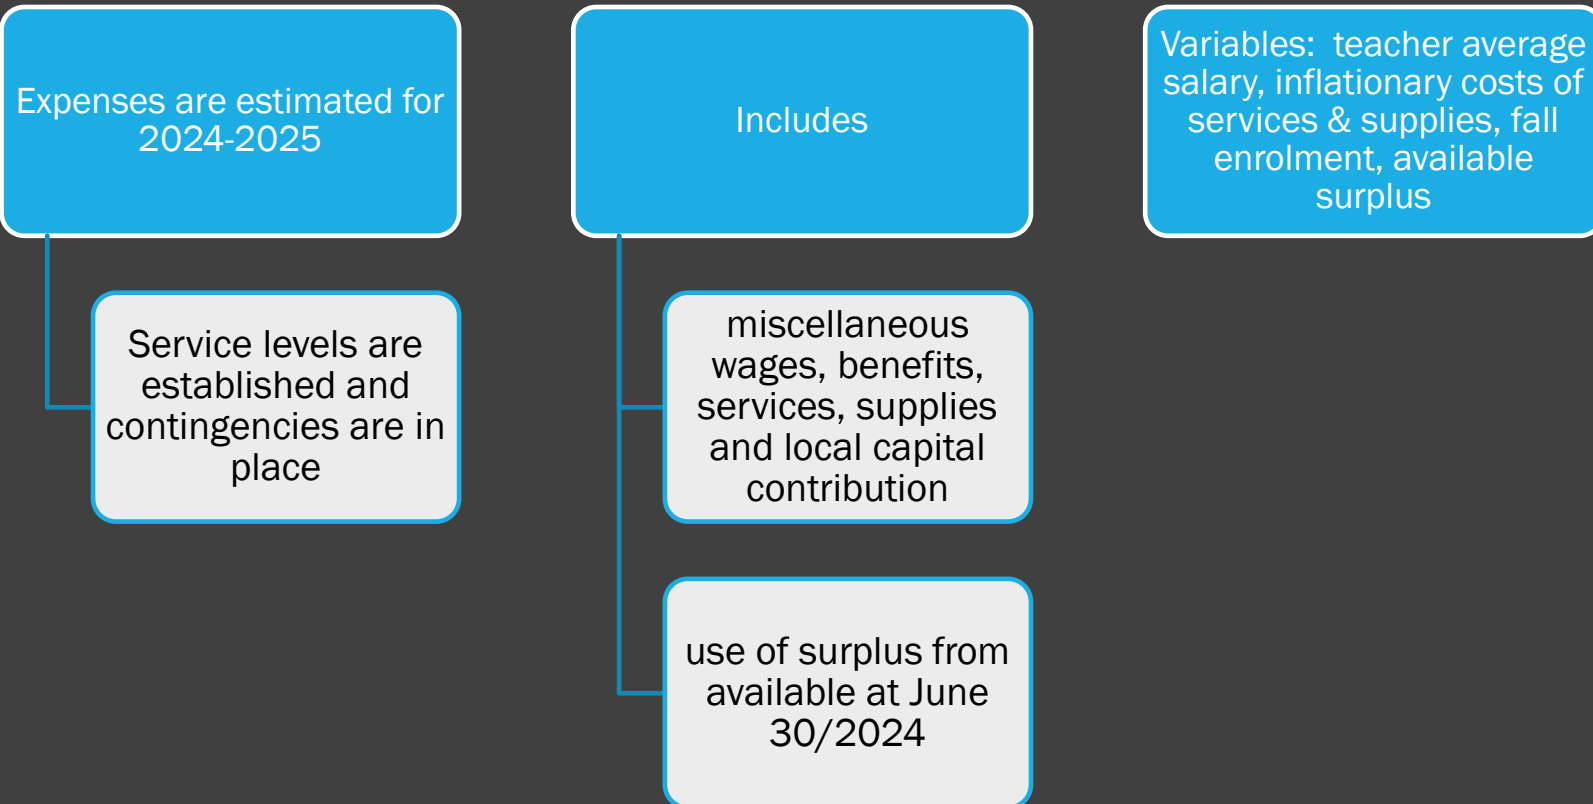 Expenses are estimated for
2024-2025
Service levels are
established and
contingencies are in
place
Includes
miscellaneous
wages, benefits,
services, supplies
and local capital
contribution
use of surplus from
available at June
30/2024
Variables:  teacher average
salary, inflationary costs of
services & supplies, fall
enrolment, available
surplus